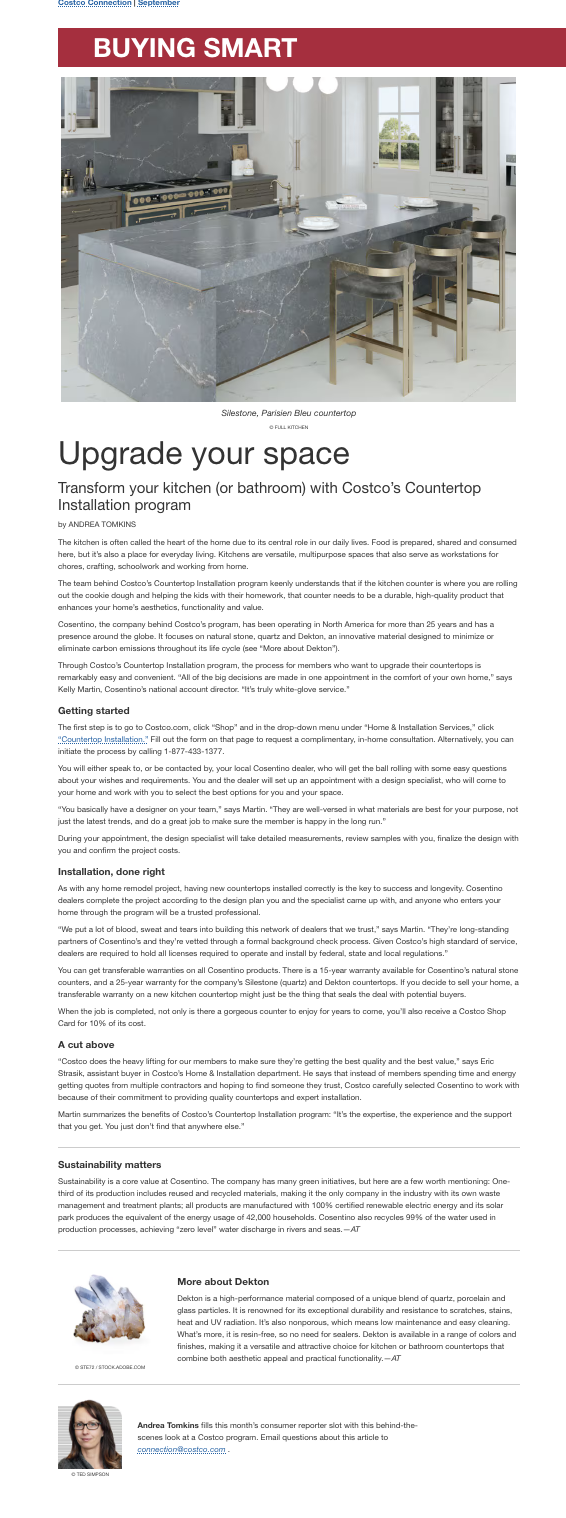 Costco Connection | September
BUYING SMART
Silestone, Parisien Bleu countertop
© FULL KITCHEN
Upgrade your space
Transform your kitchen (or bathroom) with Costco's Countertop
Installation program
by ANDREA TOMKINS
The kitchen is often called the heart of the home due to its central role in our daily lives. Food is prepared, shared and consumed
here, but it's also a place for everyday living. Kitchens are versatile, multipurpose spaces that also serve as workstations for
chores, crafting, schoolwork and working from home.
The team behind Costco's Countertop Installation program keenly understands that if the kitchen counter is where you are rolling
out the cookie dough and helping the kids with their homework, that counter needs to be a durable, high-quality product that
enhances your home's aesthetics, functionality and value.
Cosentino, the company behind Costco's program, has been operating in North America for more than 25 years and has a
presence around the globe. It focuses on natural stone, quartz and Dekton, an innovative material designed to minimize or
eliminate carbon emissions throughout its life cycle (see "More about Dekton").
Through Costco's Countertop Installation program, the process for members who want to upgrade their countertops is
remarkably easy and convenient. "All of the big decisions are made in one appointment in the comfort of your own home," says
Kelly Martin, Cosentino's national account director. "It's truly white-glove service."
Getting started
The first step is to go to Costco.com, click "Shop" and in the drop-down menu under "Home & Installation Services," click
"Countertop Installation." Fill out the form on that page to request a complimentary, in-home consultation. Alternatively, you can
initiate the process by calling 1-877-433-1377.
You will either speak to, or be contacted by, your local Cosentino dealer, who will get the ball rolling with some easy questions
about your wishes and requirements. You and the dealer will set up an appointment with a design specialist, who will come to
your home and work with you to select the best options for you and your space.
"You basically have a designer on your team," says Martin. "They are well-versed in what materials are best for your purpose, not
just the latest trends, and do a great job to make sure the member is happy in the long run."
During your appointment, the design specialist will take detailed measurements, review samples with you, finalize the design with
you and confirm the project costs.
Installation, done right
As with any home remodel project, having new countertops installed correctly is the key to success and longevity. Cosentino
dealers complete the project according to the design plan you and the specialist came up with, and anyone who enters your
home through the program will be a trusted professional.
"We put a lot of blood, sweat and tears into building this network of dealers that we trust," says Martin. "They're long-standing
partners of Cosentino's and they're vetted through a formal background check process. Given Costco's high standard of service,
dealers are required to hold all licenses required to operate and install by federal, state and local regulations."
You can get transferable warranties on all Cosentino products. There is a 15-year warranty available for Cosentino's natural stone
counters, and a 25-year warranty for the company's Silestone (quartz) and Dekton countertops. If you decide to sell your home, a
transferable warranty on a new kitchen countertop might just be the thing that seals the deal with potential buyers.
When the job is completed, not only is there a gorgeous counter to enjoy for years to come, you'll also receive a Costco Shop
Card for 10% of its cost.
A cut above
"Costco does the heavy lifting for our members to make sure they're getting the best quality and the best value," says Eric
Strasik, assistant buyer in Costco's Home & Installation department. He says that instead of members spending time and energy
getting quotes from multiple contractors and hoping to find someone they trust, Costco carefully selected Cosentino to work with
because of their commitment to providing quality countertops and expert installation.
Martin summarizes the benefits of Costco's Countertop Installation program: "It's the expertise, the experience and the support
that you get. You just don't find that anywhere else."
Sustainability matters
Sustainability is a core value at Cosentino. The company has many green initiatives, but here are a few worth mentioning: One-
third of its production includes reused and recycled materials, making it the only company in the industry with its own waste
management and treatment plants; all products are manufactured with 100% certified renewable electric energy and its solar
park produces the equivalent of the energy usage of 42,000 households. Cosentino also recycles 99% of the water used in
production processes, achieving "zero level" water discharge in rivers and seas.—AT
More about Dekton
Dekton is a high-performance material composed of a unique blend of quartz, porcelain and
glass particles. It is renowned for its exceptional durability and resistance to scratches, stains,
heat and UV radiation. It's also nonporous, which means low maintenance and easy cleaning.
What's more, it is resin-free, so no need for sealers. Dekton is available in a range of colors and
finishes, making it a versatile and attractive choice for kitchen or bathroom countertops that
combine both aesthetic appeal and practical functionality.—AT
© STE72 / STOCK.ADOBE.COM
Andrea Tomkins fills this month's consumer reporter slot with this behind-the-
scenes look at a Costco program. Email questions about this article to
connection@costco.com .
© TED SIMPSON